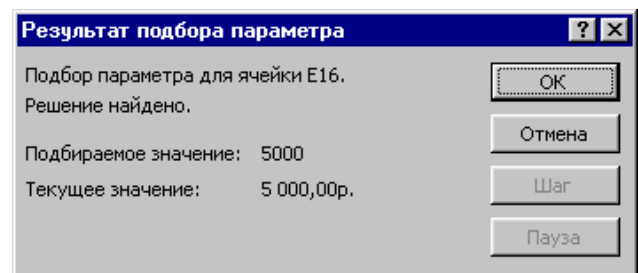 Результат подбора параметра
? ×
Подбор параметра для ячейки E16.
Решение найдено.
Подбираемое значение: 5000
Текущее значение: 5 000,00р.
ОК
Отмена
Шаг
Пауза